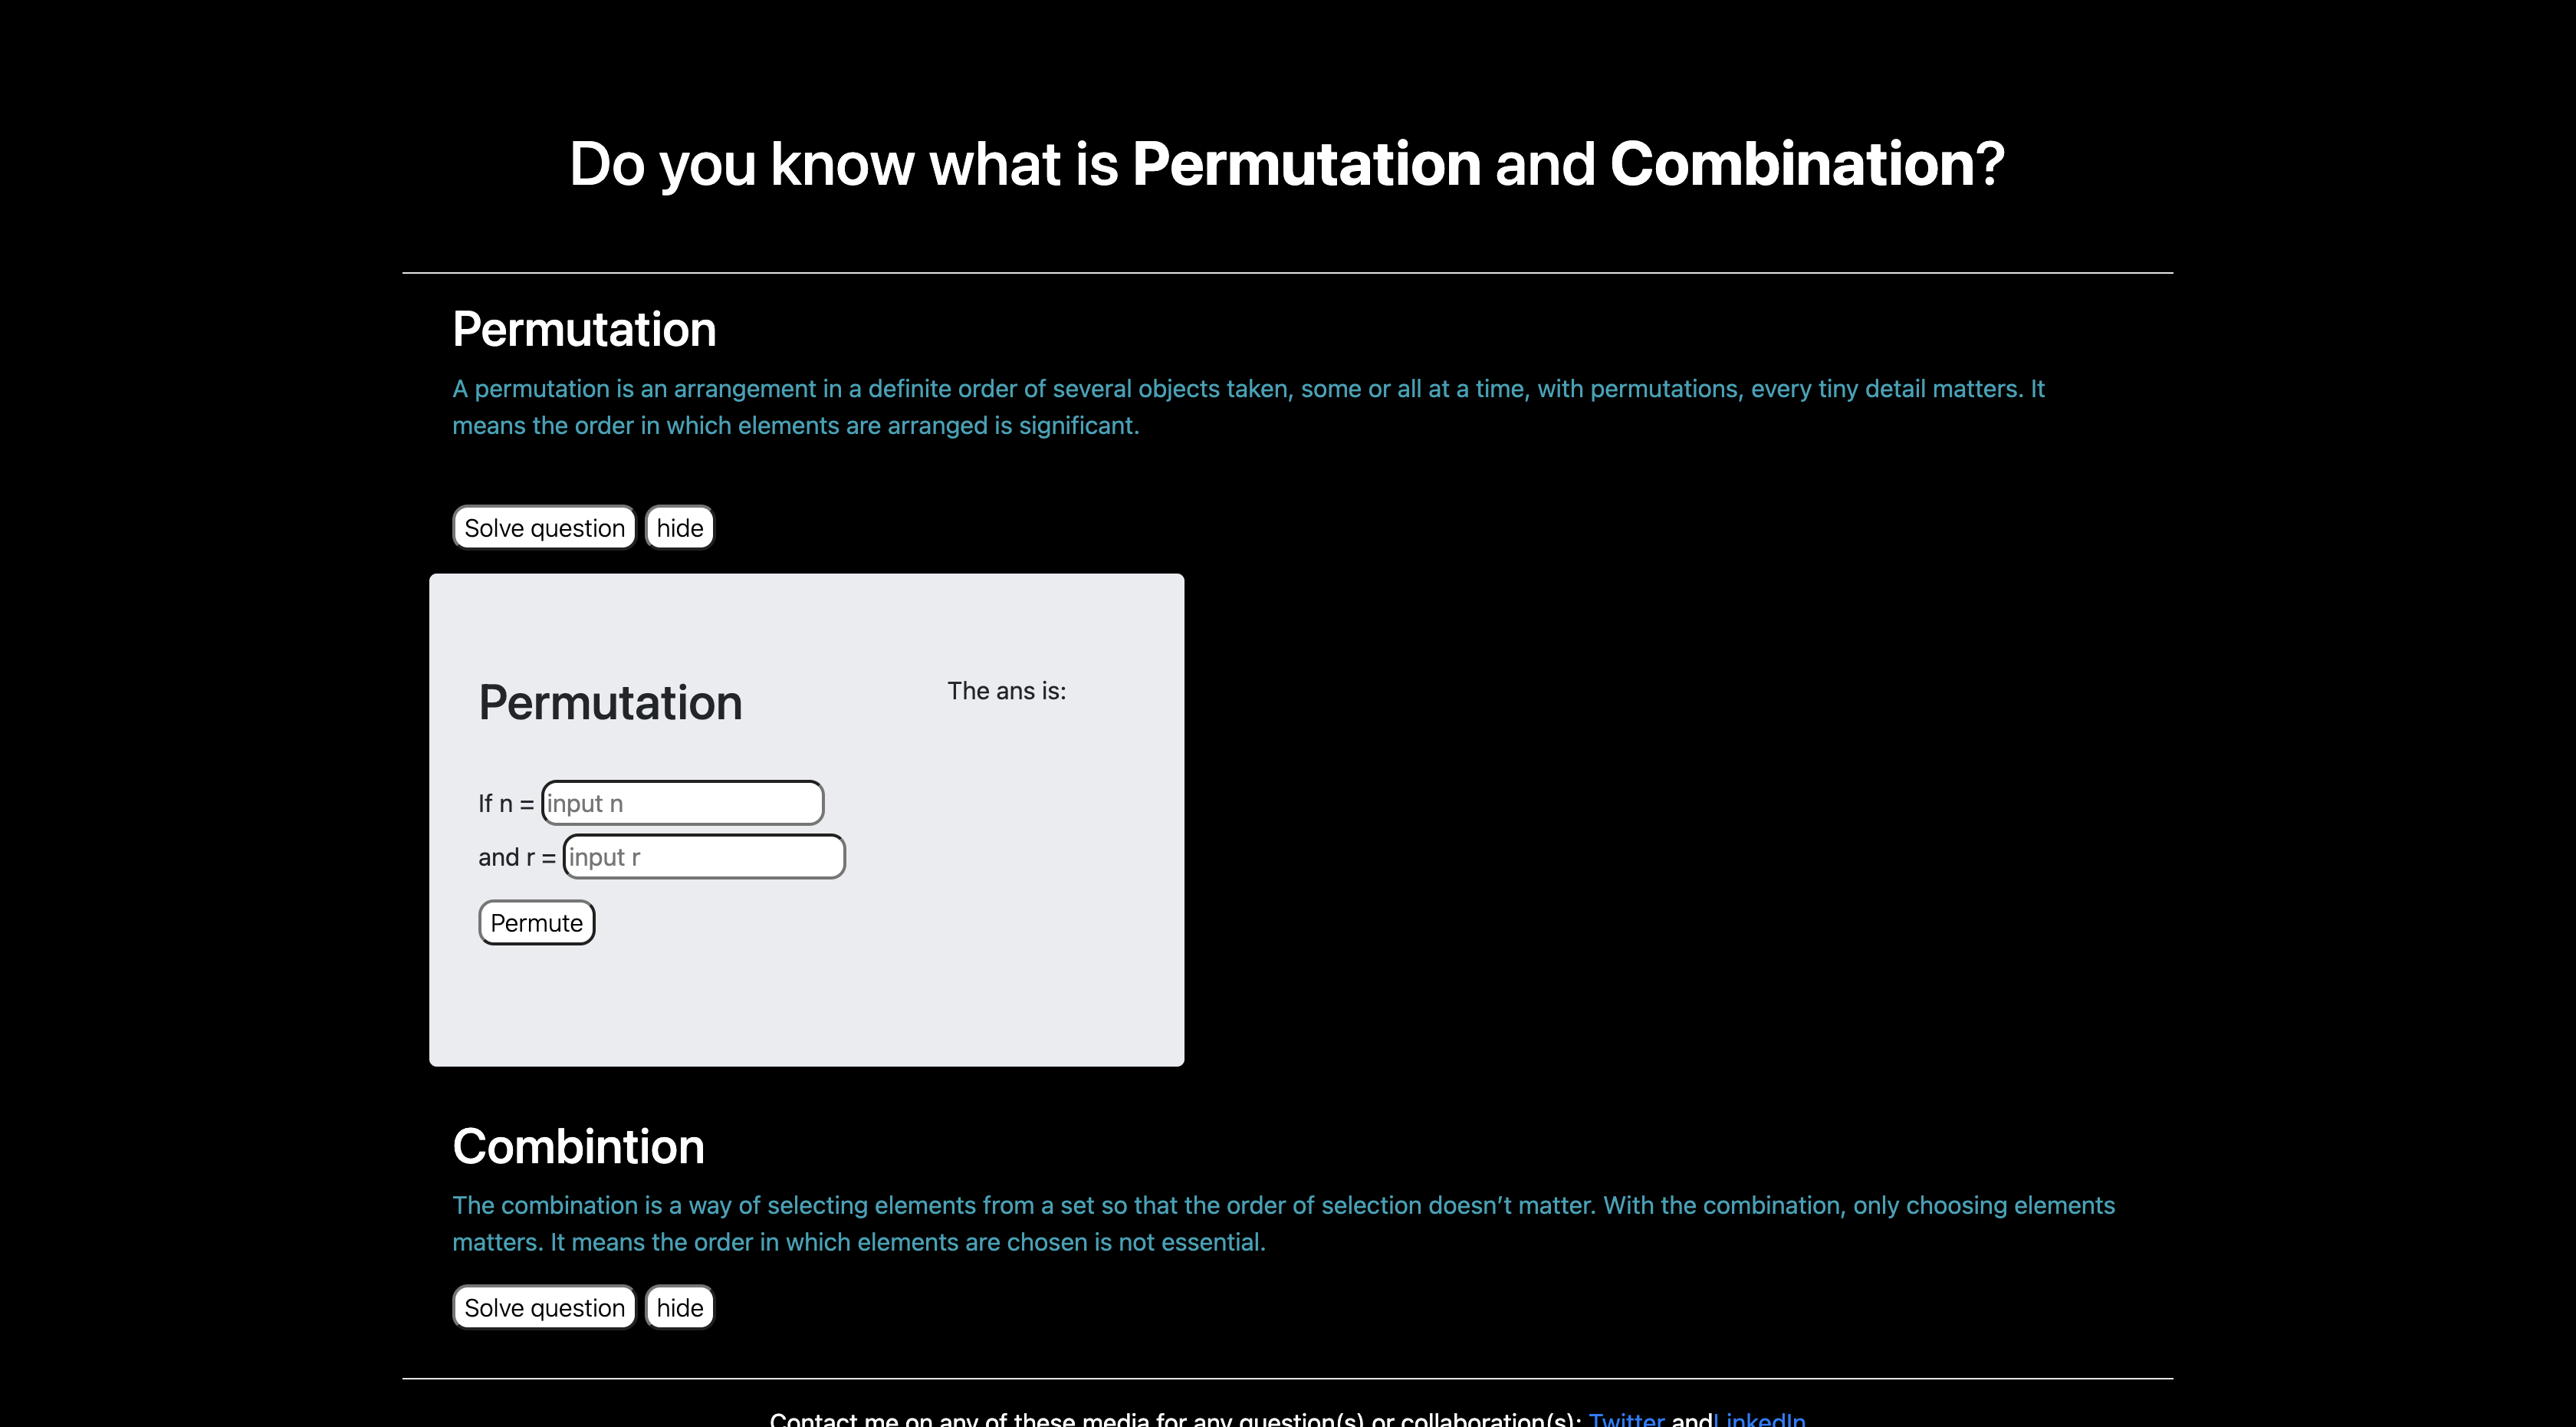 Do you know what is Permutation and Combination?
Permutation
A permutation is an arrangement in a definite order of several objects taken, some or all at a time, with permutations, every tiny detail matters. It
means the order in which elements are arranged is significant.
Solve question hide
Permutation
The ans is:
If n = input n
and r = input r
Permute
Combintion
The combination is a way of selecting elements from a set so that the order of selection doesn’t matter. With the combination, only choosing elements
matters. It means the order in which elements are chosen is not essential.
Solve question hide
Contact me on any of these media for any question(s) or collaboration(s): Twitter andLinkedIn